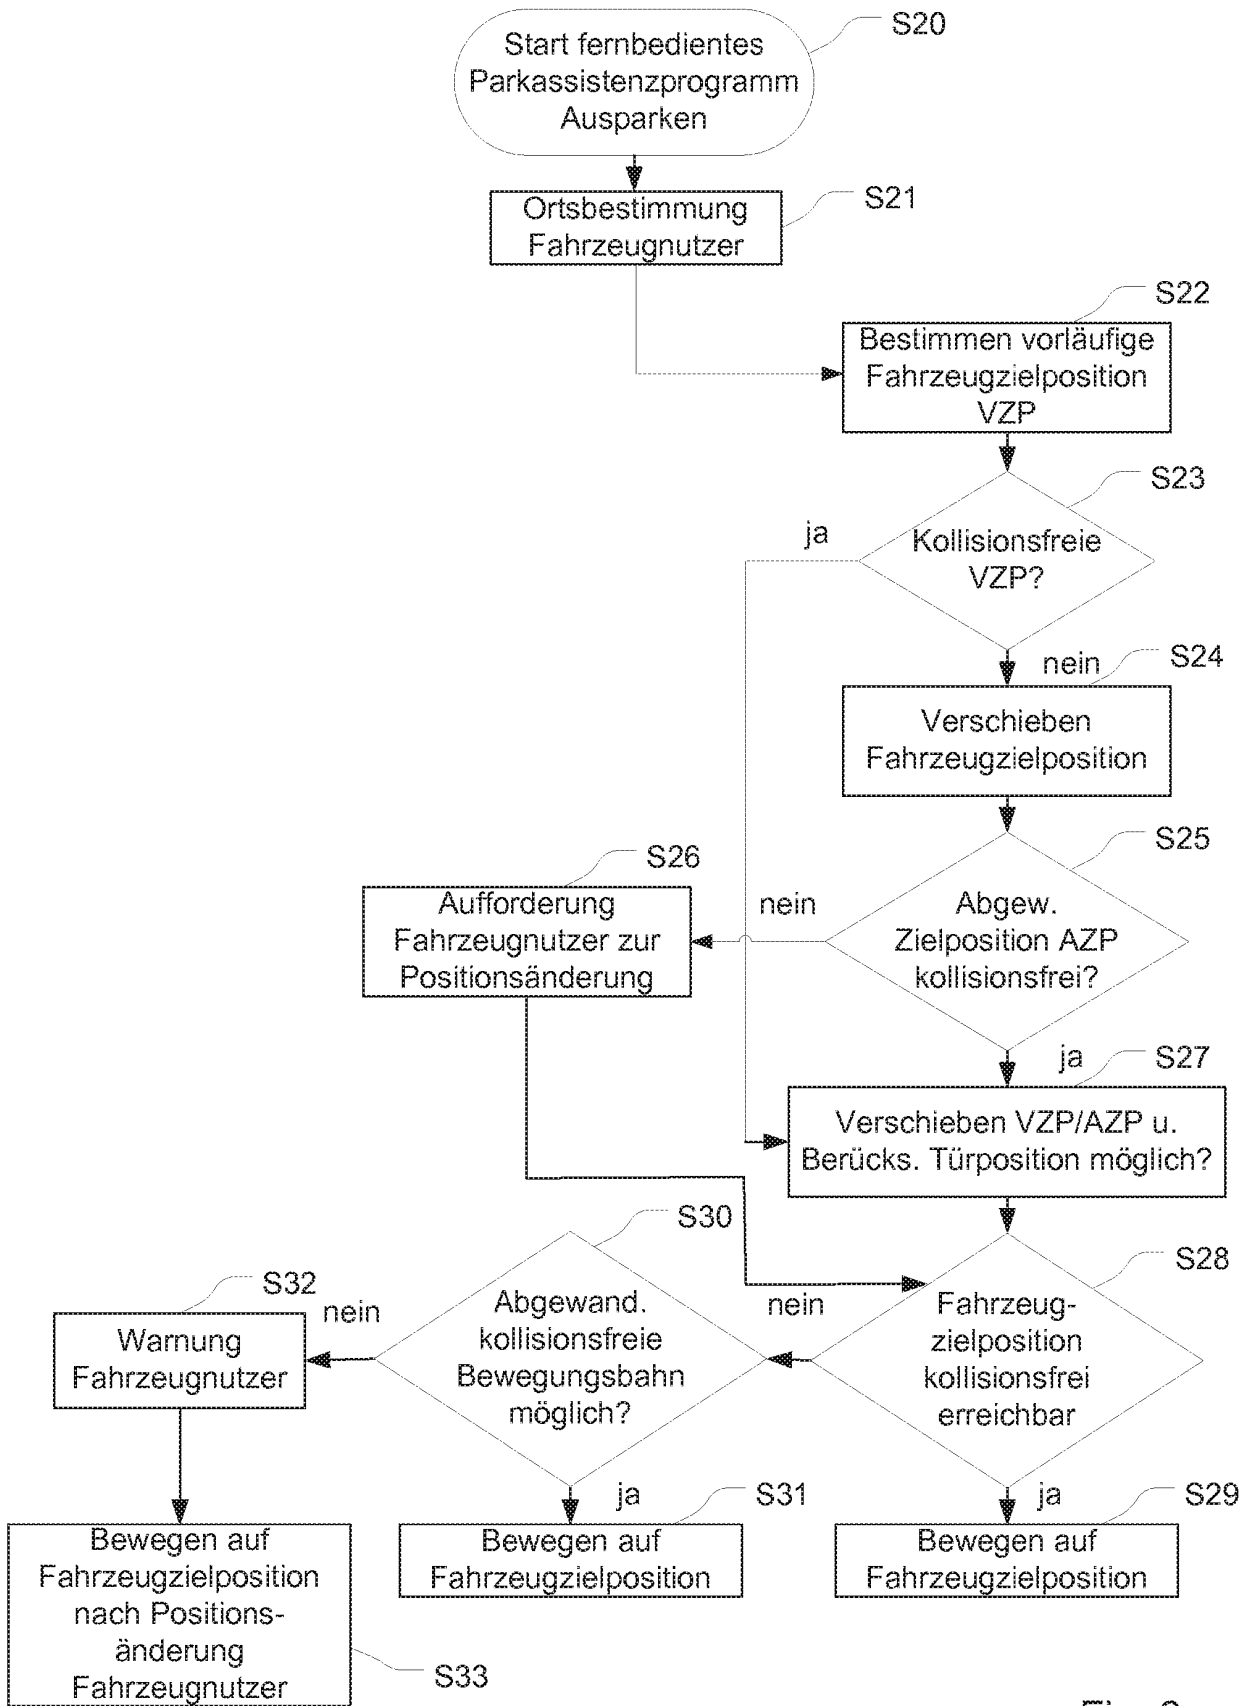 S20
Start fernbedientes
Parkassistenzprogramm
Ausparken
S21
Ortsbestimmung
Fahrzeugnutzer
S22
Bestimmen vorläufige
Fahrzeugzielposition
VZP
S23
ja
Kollisionsfreie
VZP?
nein
S24
Verschieben
Fahrzeugzielposition
S25
S26
nein
Abgew.
Zielposition AZP
kollisionsfrei?
Aufforderung
Fahrzeugnutzer zur
Positionsänderung
ja
S27
Verschieben VZP/AZP u.
Berücks. Türposition möglich?
S30
S28
S32
nein
Abgewand.
kollisionsfreie
Bewegungsbahn
möglich?
nein
Fahrzeug-
zielposition
kollisionsfrei
erreichbar
Warnung
Fahrzeugnutzer
ja
S31
ja
S29
Bewegen auf
Fahrzeugzielposition
nach Positions-
änderung
Fahrzeugnutzer
Bewegen auf
Fahrzeugzielposition
Bewegen auf
Fahrzeugzielposition
S33